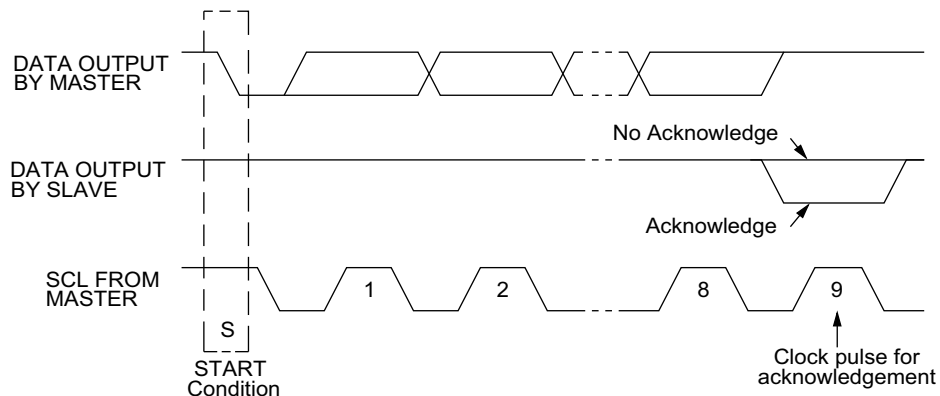 DATA OUTPUT
BY MASTER
No Acknowledge
DATA OUTPUT
BY SLAVE
Acknowledge
SCL FROM
MASTER
1
2
8
9
S
START
Condition
Clock pulse for
acknowledgement